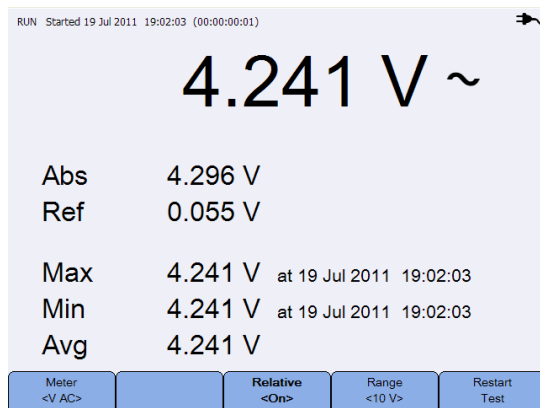 RUN Started 19 Jul 2011 19:02:03 (00:00:00:01)
4.241 V ~
Abs 4.296 V
Ref 0.055 V
Max 4.241 V at 19 Jul 2011 19:02:03
Min 4.241 V at 19 Jul 2011 19:02:03
Avg 4.241 V
Meter Relative Range Restart
<V AC> <On> <10 V> Test